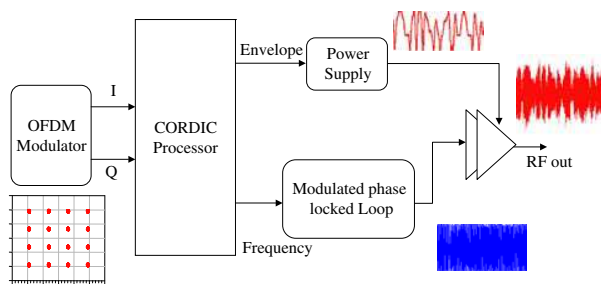 Envelope
Power
Supply
I
OFDM
Modulator
CORDIC
Processor
Q
RF out
Modulated phase
locked Loop
Frequency